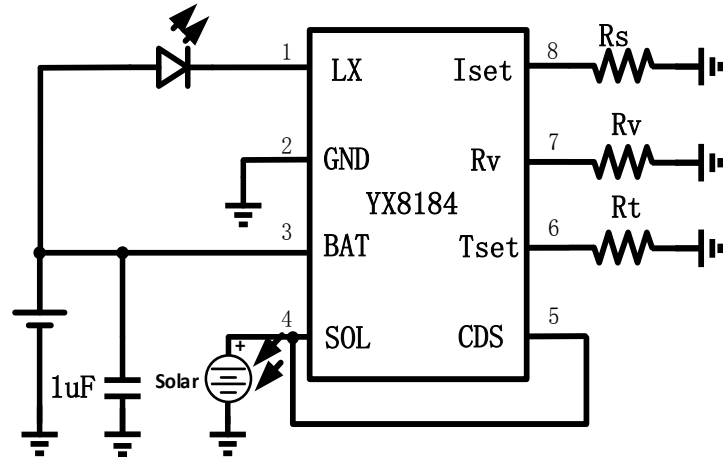 1
LX
Iset
8
Rs
2
GND
Rv
7
Rv
YX8184
3
BAT
Tset
6
Rt
4
SOL
CDS
5
+
1uF
Solar